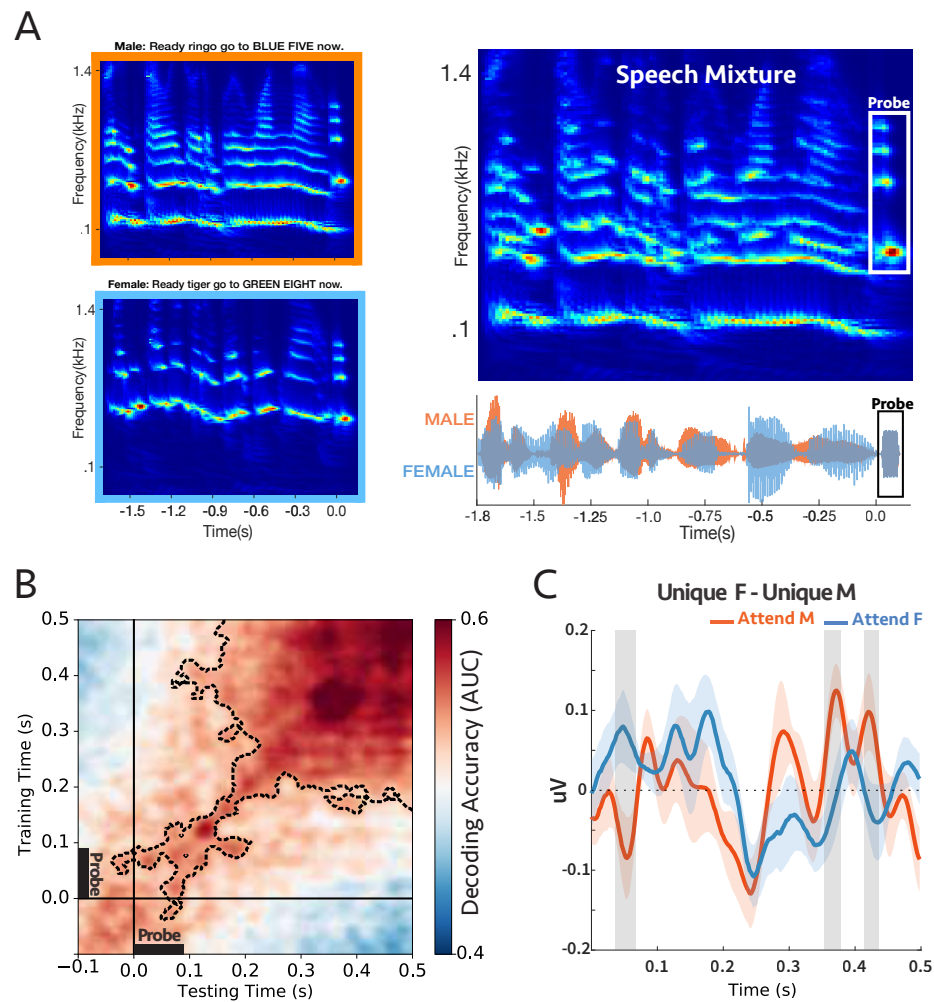 A
Male: Ready ringo go to BLUE FIVE now.
1.4
Frequency(kHz)
.1
Female: Ready tiger go to GREEN EIGHT now.
1.4
Frequency(kHz)
.1
-1.5 -1.2 -0.9 -0.6 -0.3 0.0
Time(s)
Speech Mixture
Probe
1.4
Frequency(kHz)
.1
MALE
FEMALE
Probe
-1.8 -1.5 -1.25 -1.0 -0.75 -0.5 -0.25 0.0
Time(s)
B
0.5
0.4
0.3
0.2
0.1
0.0
Training Time (s)
Probe
Probe
−0.1 0.0 0.1 0.2 0.3 0.4 0.5
Testing Time (s)
0.6
Decoding Accuracy (AUC)
0.4
C
Unique F - Unique M
Attend M Attend F
0.2
0.1
0
-0.1
-0.2
uV
0.1 0.2 0.3 0.4 0.5
Time (s)